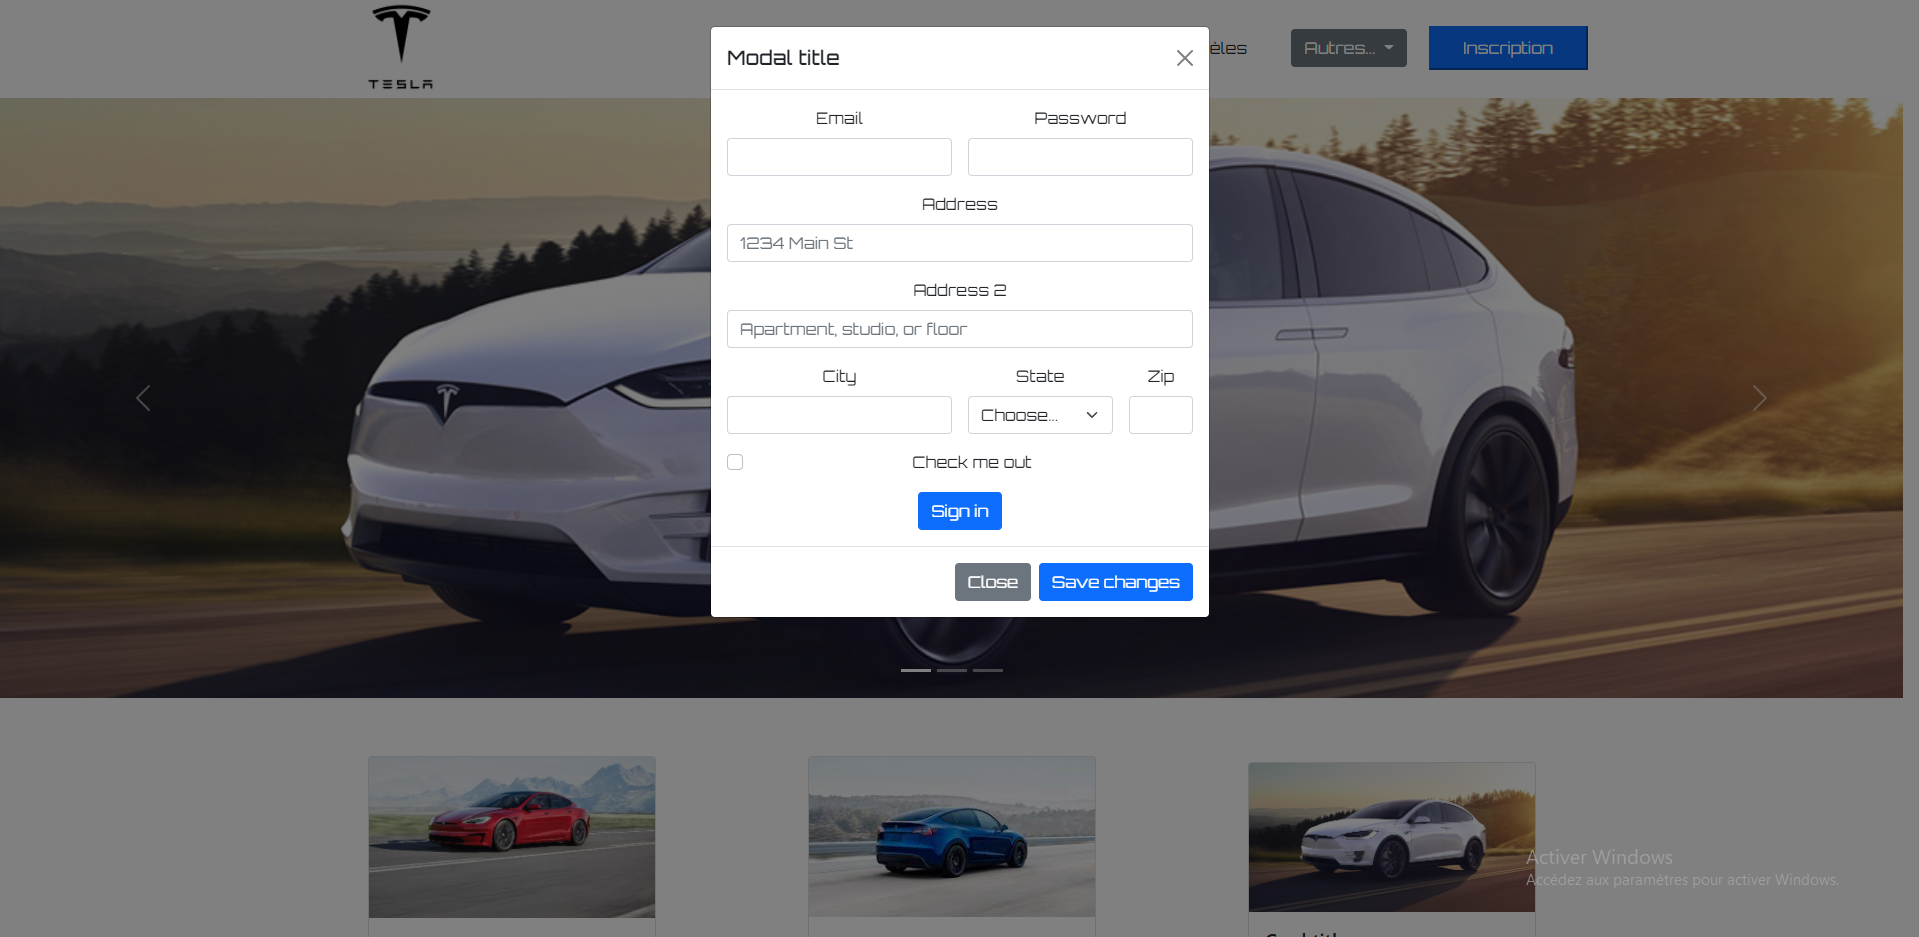 TESLA
èles
Autres...
Inscription
Modal title
Email
Password
Address
1234 Main St
Address 2
Apartment, studio, or floor
City
State
Zip
Choose...
Check me out
Sign in
Close
Save changes
Activer Windows
Accédez aux paramètres pour activer Windows.